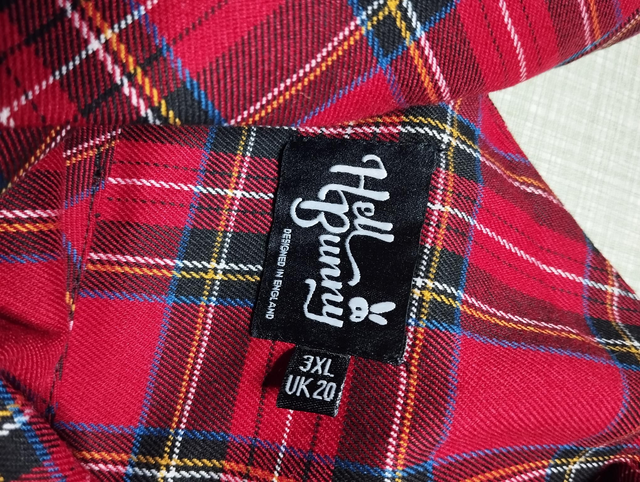 Hell
Bunny
DESIGNED IN ENGLAND
3XL
UK 20